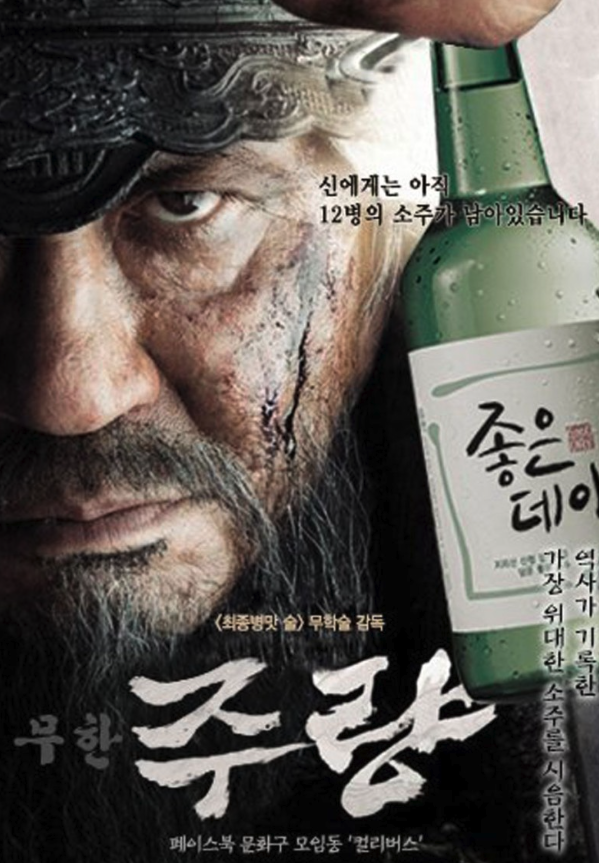 신에게는 아직
12병의 소주가 남아있습니다
좋은
데이
역사가 기록한
가장 위대한 소주를 시음한다
<최종병맛 술> 무학술 감독
무한
주량
페이스북 문화구 모임동 '컬리버스'